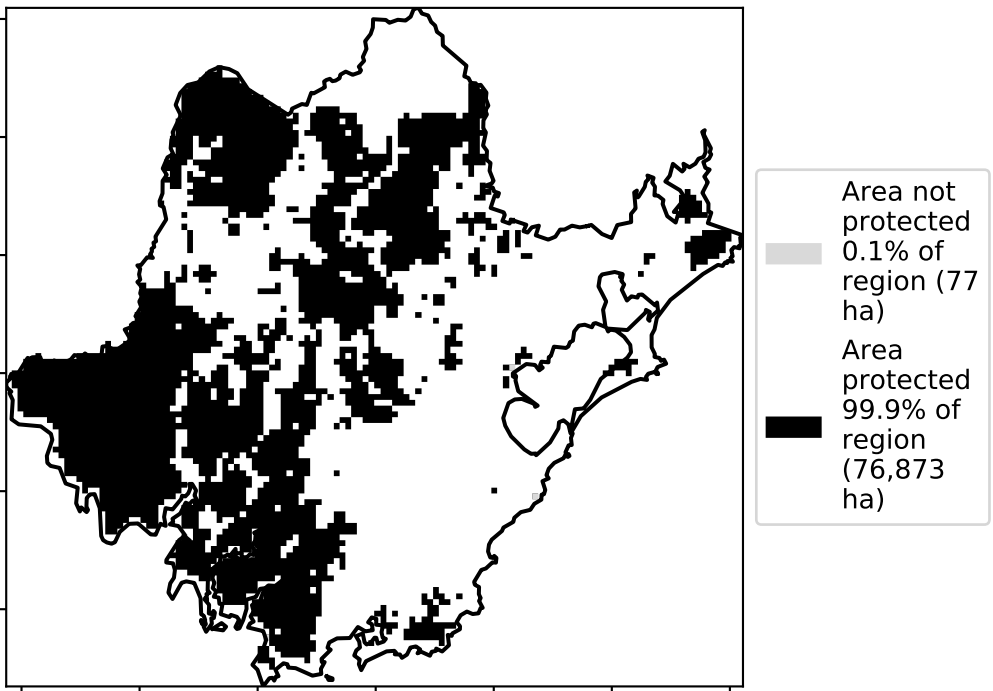 Area not
protected
0.1% of
region (77
ha)
Area
protected
99.9% of
region
(76,873
ha)